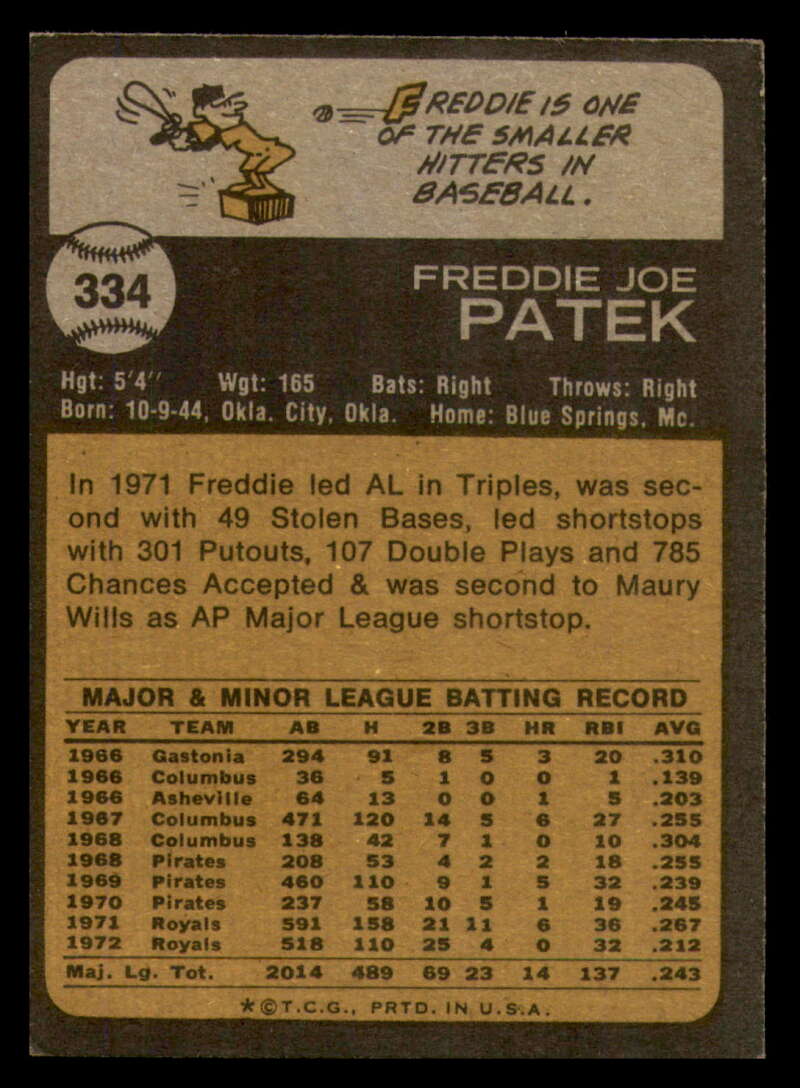 FREDDIE IS ONE
OF THE SMALLER
HITTERS IN
BASEBALL.
334
FREDDIE JOE
PATEK
Hgt: 5'4" Wgt: 165 Bats: Right Throws: Right
Born: 10-9-44, Okla. City, Okla. Home: Blue Springs, Mo.
In 1971 Freddie led AL in Triples, was sec-
ond with 49 Stolen Bases, led shortstops
with 301 Putouts, 107 Double Plays and 785
Chances Accepted & was second to Maury
Wills as AP Major League shortstop.
MAJOR & MINOR LEAGUE BATTING RECORD
YEAR TEAM AB H 2B 3B HR RBI AVG
1966 Gastonia 294 91 8 5 3 20 .310
1966 Columbus 36 5 1 0 0 1 .139
1966 Asheville 64 13 0 0 1 5 .203
1967 Columbus 471 120 14 5 6 27 .255
1968 Columbus 138 42 7 1 0 10 .304
1968 Pirates 208 53 4 2 2 18 .255
1969 Pirates 460 110 9 1 5 32 .239
1970 Pirates 237 58 10 5 1 19 .245
1971 Royals 591 158 21 11 6 36 .267
1972 Royals 518 110 25 4 0 32 .212
Maj. Lg. Tot. 2014 489 69 23 14 137 .243
*©T.C.G., PRTD. IN U.S.A.